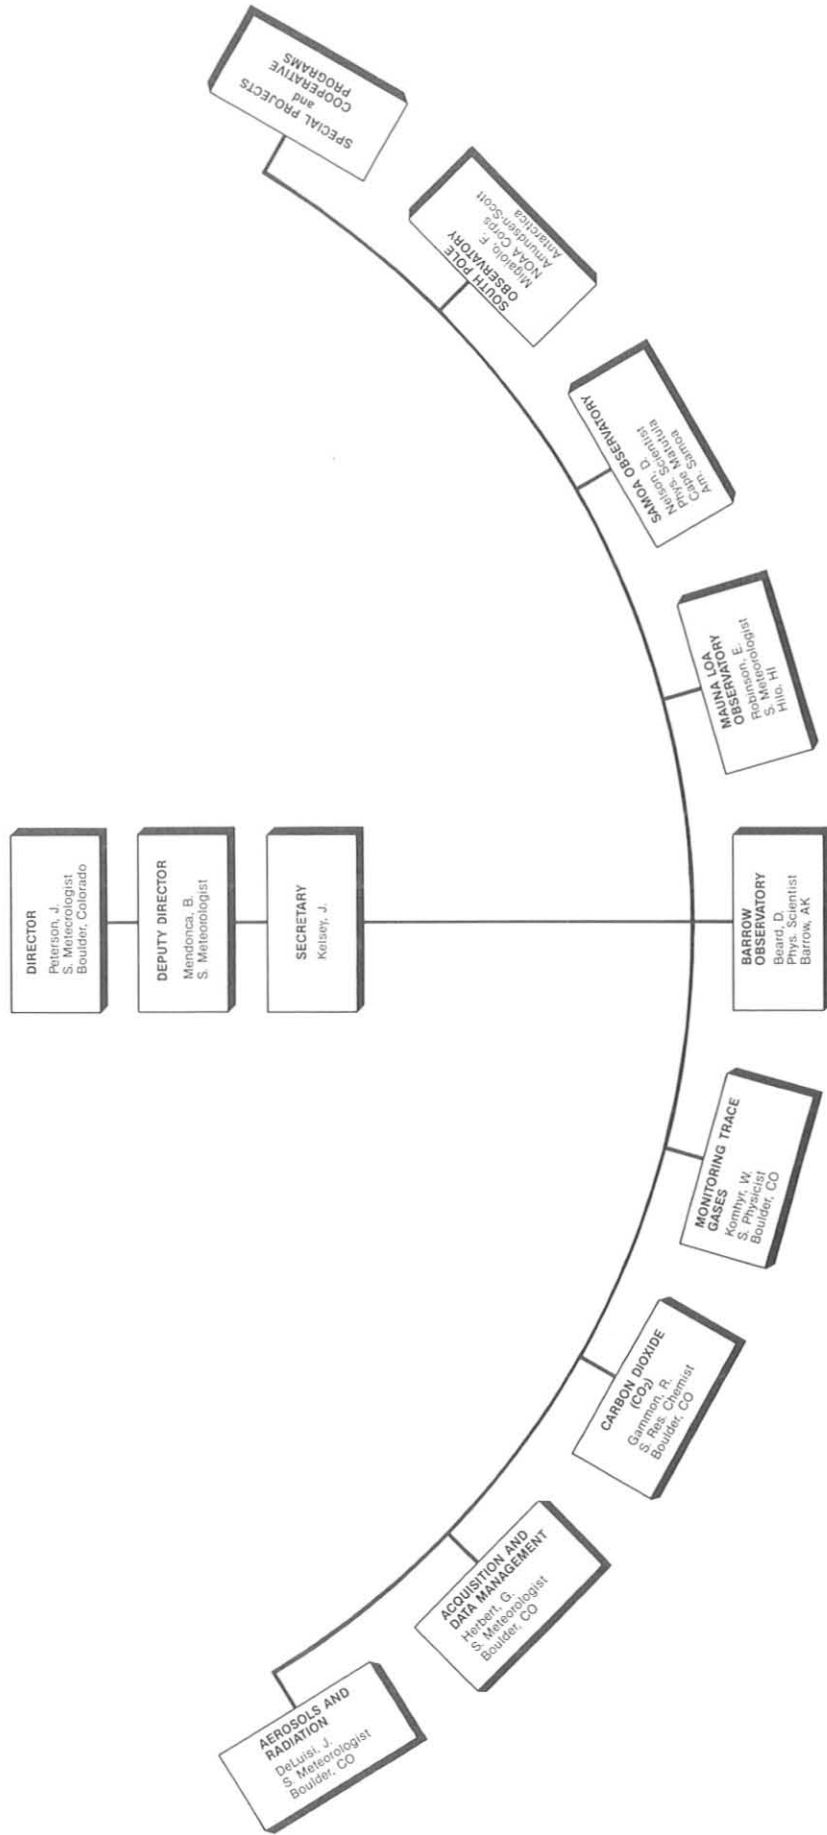 DIRECTOR
Peterson, J.
S. Metecrologist
Boulder, Colorado
DEPUTY DIRECTOR
Mendonca, B.
S. Meteorologist
SECRETARY
Kelsey, J.
AEROSOLS AND
RADIATION
DeLuisi, J.
S. Meteorologist
Boulder, CO
ACQUISITION AND
DATA MANAGEMENT
Herbert, G.
S. Meteorologist
Boulder, CO
CARBON DIOXIDE
(CO₂)
Gammon, R.
S. Res. Chemist
Boulder, CO
MONITORING TRACE
GASES
Komhyr, W.
S. Physicist
Boulder, CO
BARROW
OBSERVATORY
Beard, D.
Phys. Scientist
Barrow, AK
MAUNA LOA
OBSERVATORY
Robinson, E.
S. Meteorologist
Hilo, HI
SAMOA OBSERVATORY
Nelson, D.
Phys. Scientist
Cape Matutula
Am. Samoa
SOUTH POLE
OBSERVATORY
Migaiolo, F.
NOAA Corps
Amundsen-Scott
Antarctica
SPECIAL PROJECTS
and
COOPERATIVE
PROGRAMS